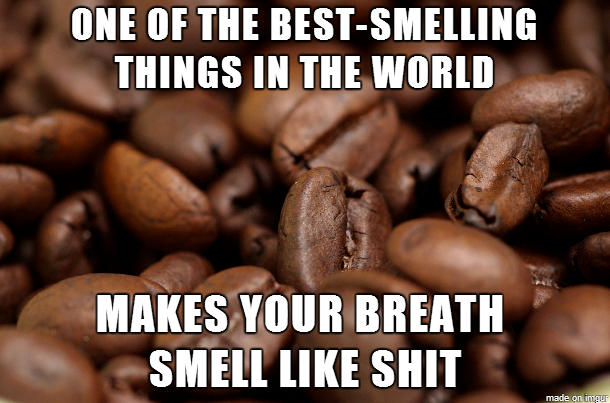 ONE OF THE BEST-SMELLING
THINGS IN THE WORLD
MAKES YOUR BREATH
SMELL LIKE SHIT
made on imgur